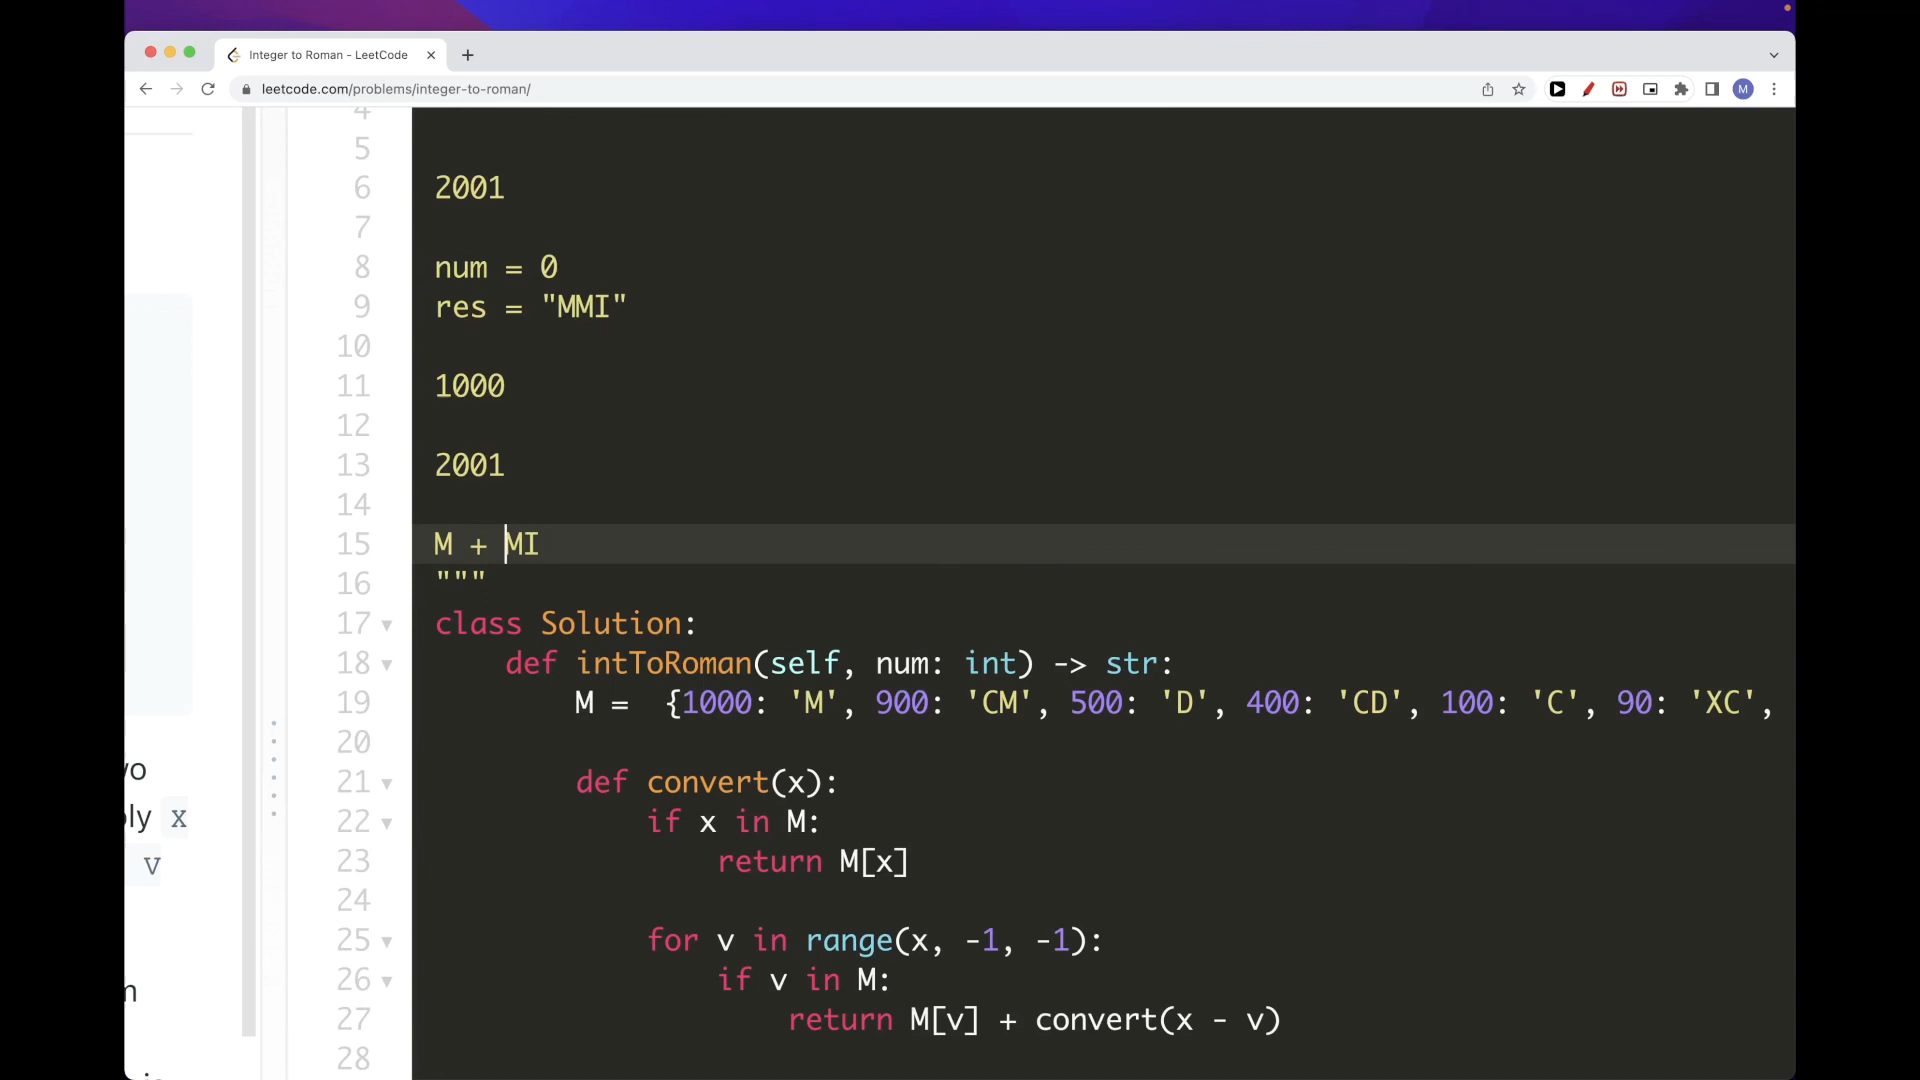 Integer to Roman - LeetCode
leetcode.com/problems/integer-to-roman/
M
4
5
6 2001
7
8 num = 0
9 res = "MMI"
10
11 1000
12
13 2001
14
15 M + MI
16 """
17 class Solution:
18 def intToRoman(self, num: int) -> str:
19 M =  {1000: 'M', 900: 'CM', 500: 'D', 400: 'CD', 100: 'C', 90: 'XC',
20
21 def convert(x):
22 if x in M:
23 return M[x]
24
25 for v in range(x, -1, -1):
26 if v in M:
27 return M[v] + convert(x - v)
28
x
V